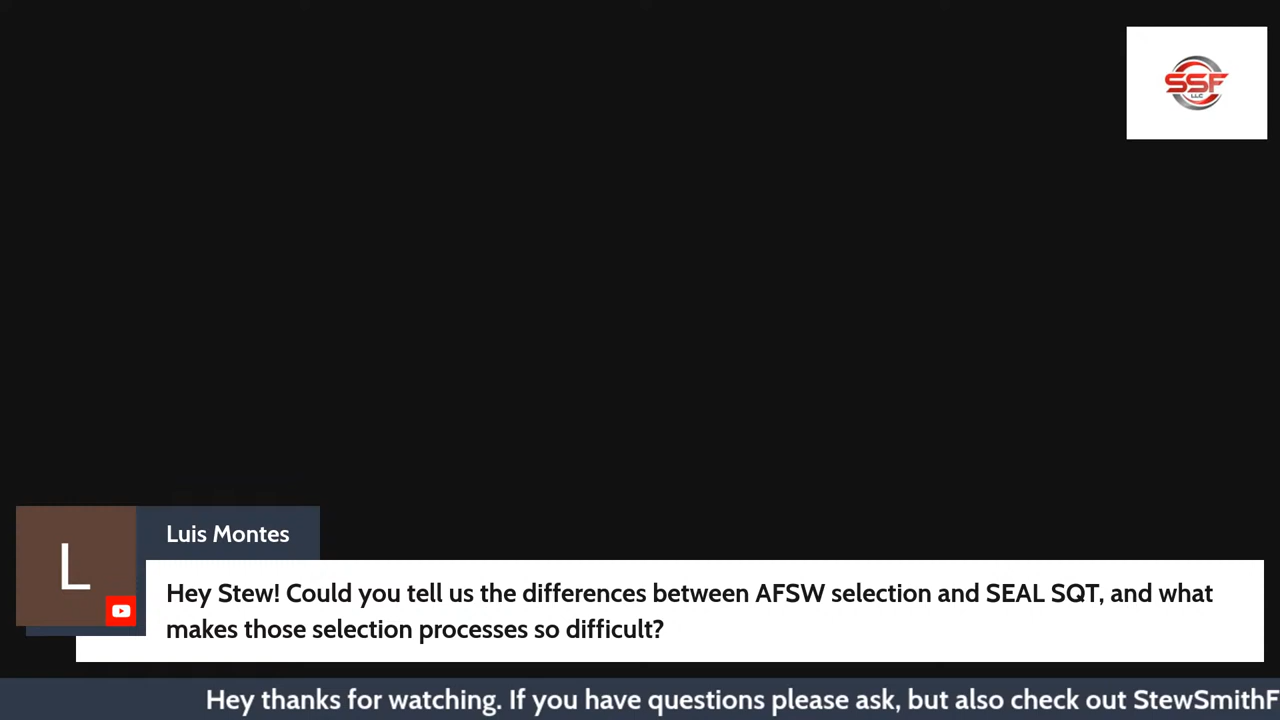 SSF
LLC
L
Luis Montes
Hey Stew! Could you tell us the differences between AFSW selection and SEAL SQT, and what
makes those selection processes so difficult?
Hey thanks for watching. If you have questions please ask, but also check out StewSmithF